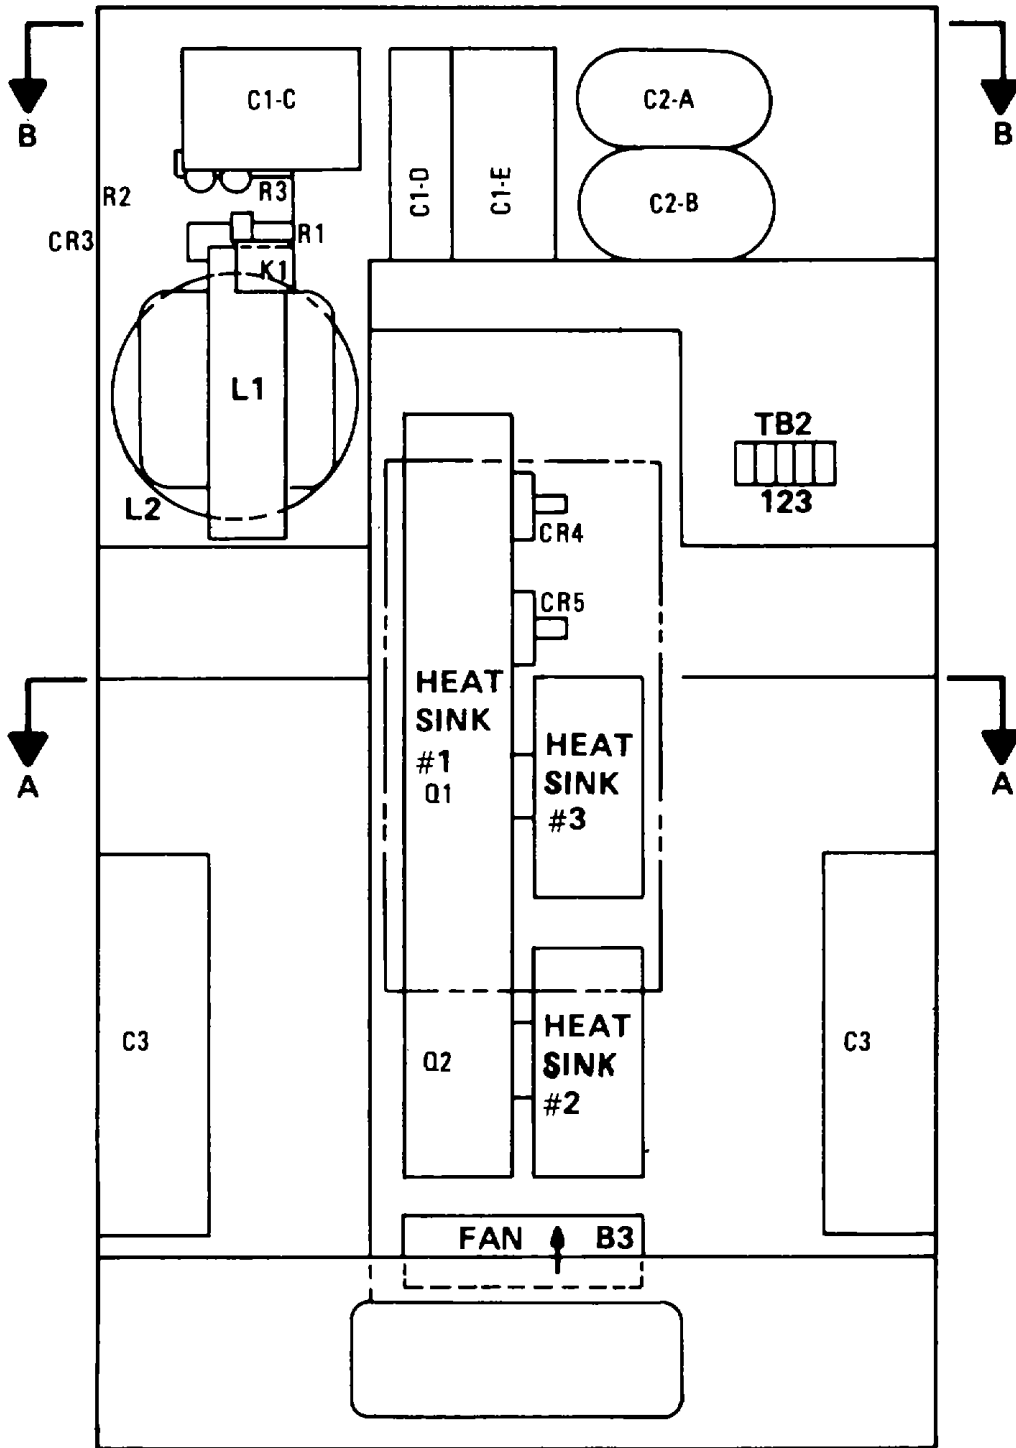 B
B
C1-C
C1-D
C1-E
C2-A
C2-B
R2
R3
CR3
R1
K1
L1
L2
TB2
123
CR4
CR5
HEAT
SINK
#1
Q1
A
A
HEAT
SINK
#3
C3
Q2
HEAT
SINK
#2
C3
FAN B3